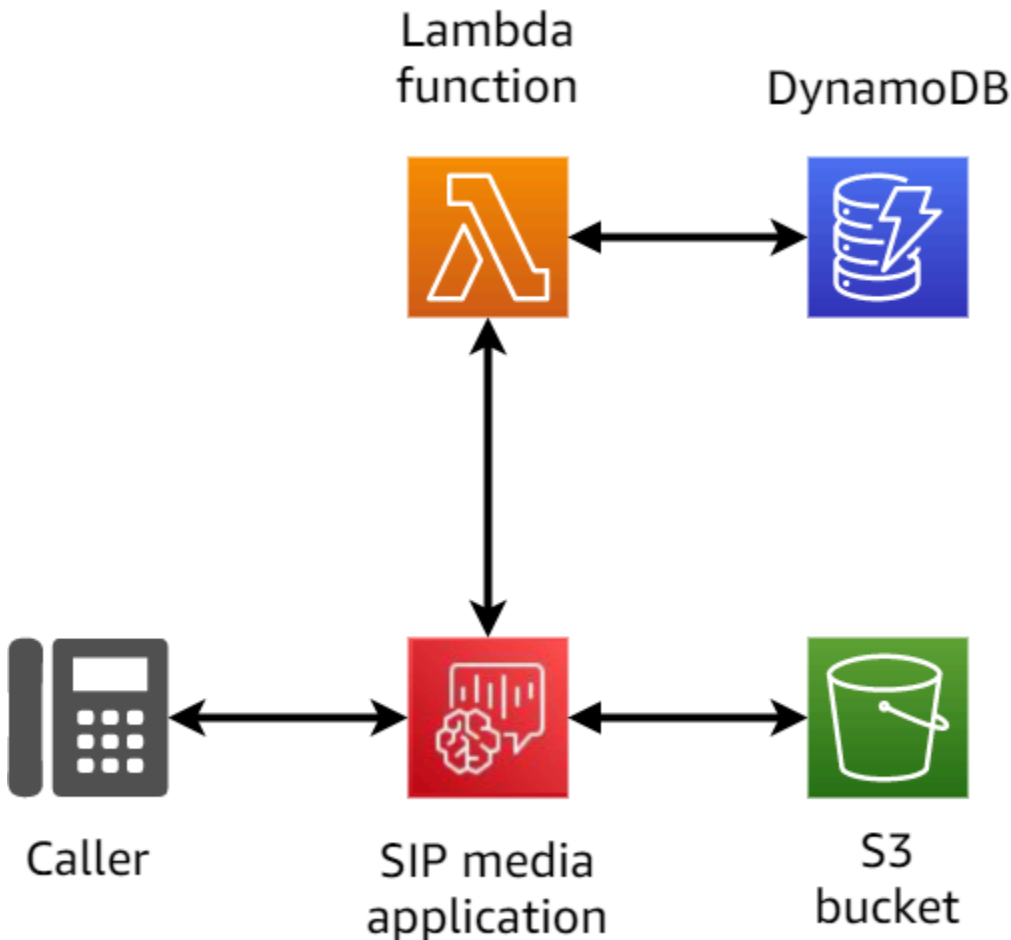 Lambda
function
DynamoDB
Caller
SIP media
application
S3
bucket